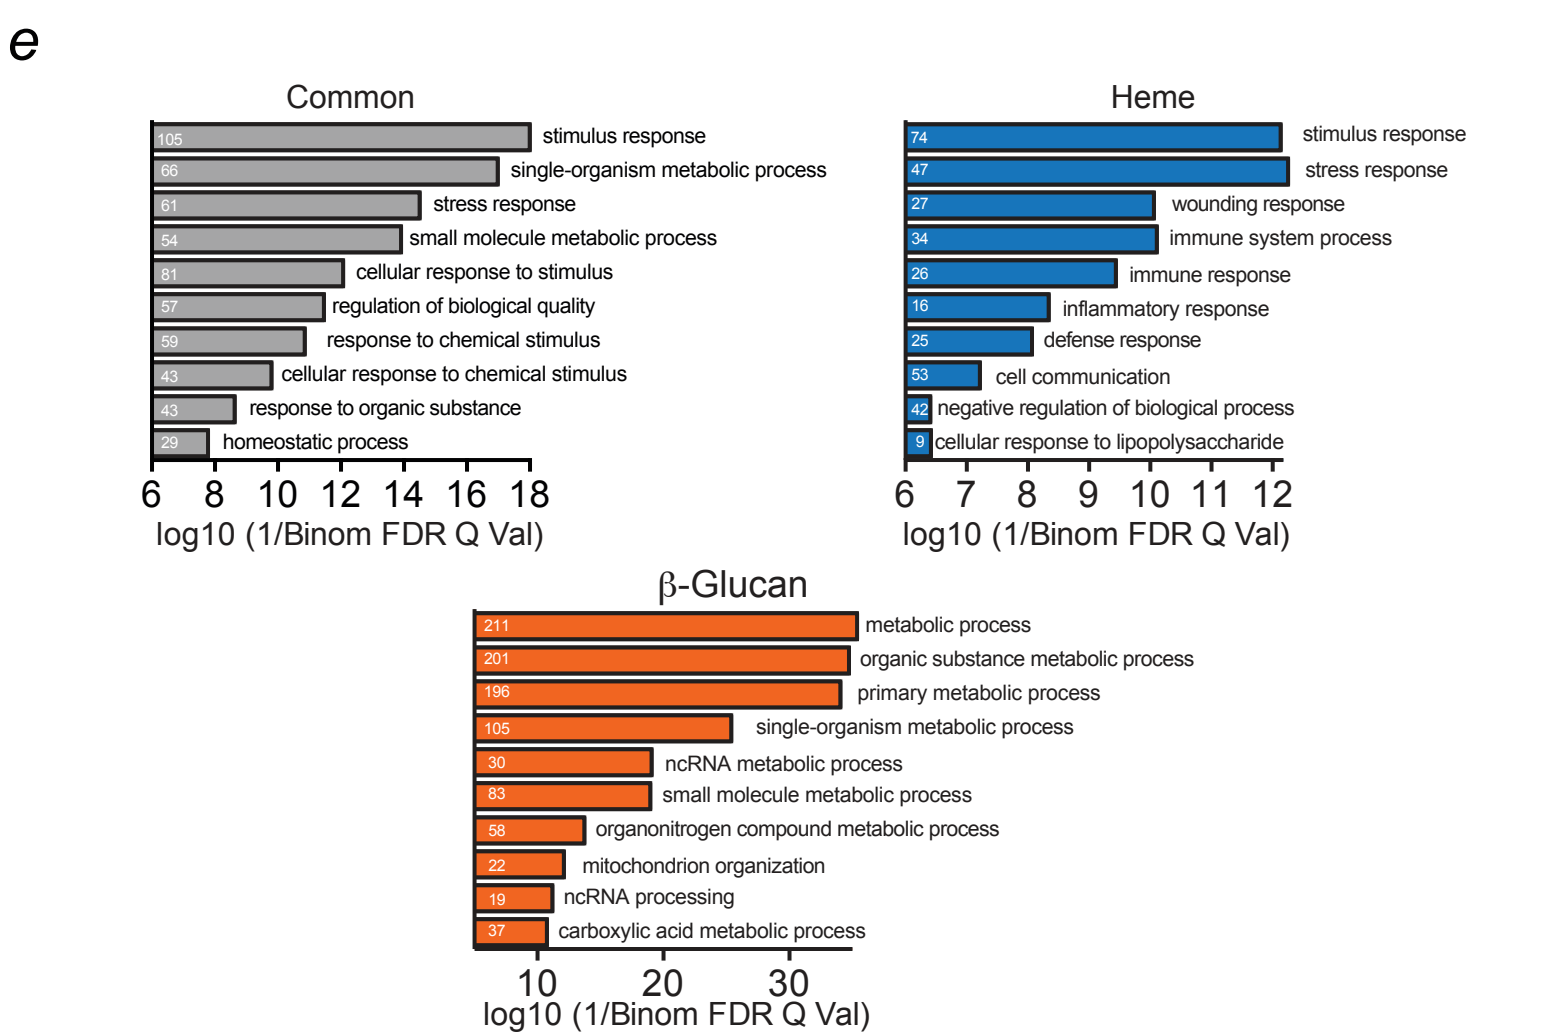 e
Common
105 stimulus response
66 single-organism metabolic process
61 stress response
54 small molecule metabolic process
81 cellular response to stimulus
57 regulation of biological quality
59 response to chemical stimulus
43 cellular response to chemical stimulus
43 response to organic substance
29 homeostatic process
6 8 10 12 14 16 18
log10 (1/Binom FDR Q Val)
Heme
74 stimulus response
47 stress response
27 wounding response
34 immune system process
26 immune response
16 inflammatory response
25 defense response
53 cell communication
42 negative regulation of biological process
9 cellular response to lipopolysaccharide
6 7 8 9 10 11 12
log10 (1/Binom FDR Q Val)
β-Glucan
211 metabolic process
201 organic substance metabolic process
196 primary metabolic process
105 single-organism metabolic process
30 ncRNA metabolic process
83 small molecule metabolic process
58 organonitrogen compound metabolic process
22 mitochondrion organization
19 ncRNA processing
37 carboxylic acid metabolic process
10 20 30
log10 (1/Binom FDR Q Val)